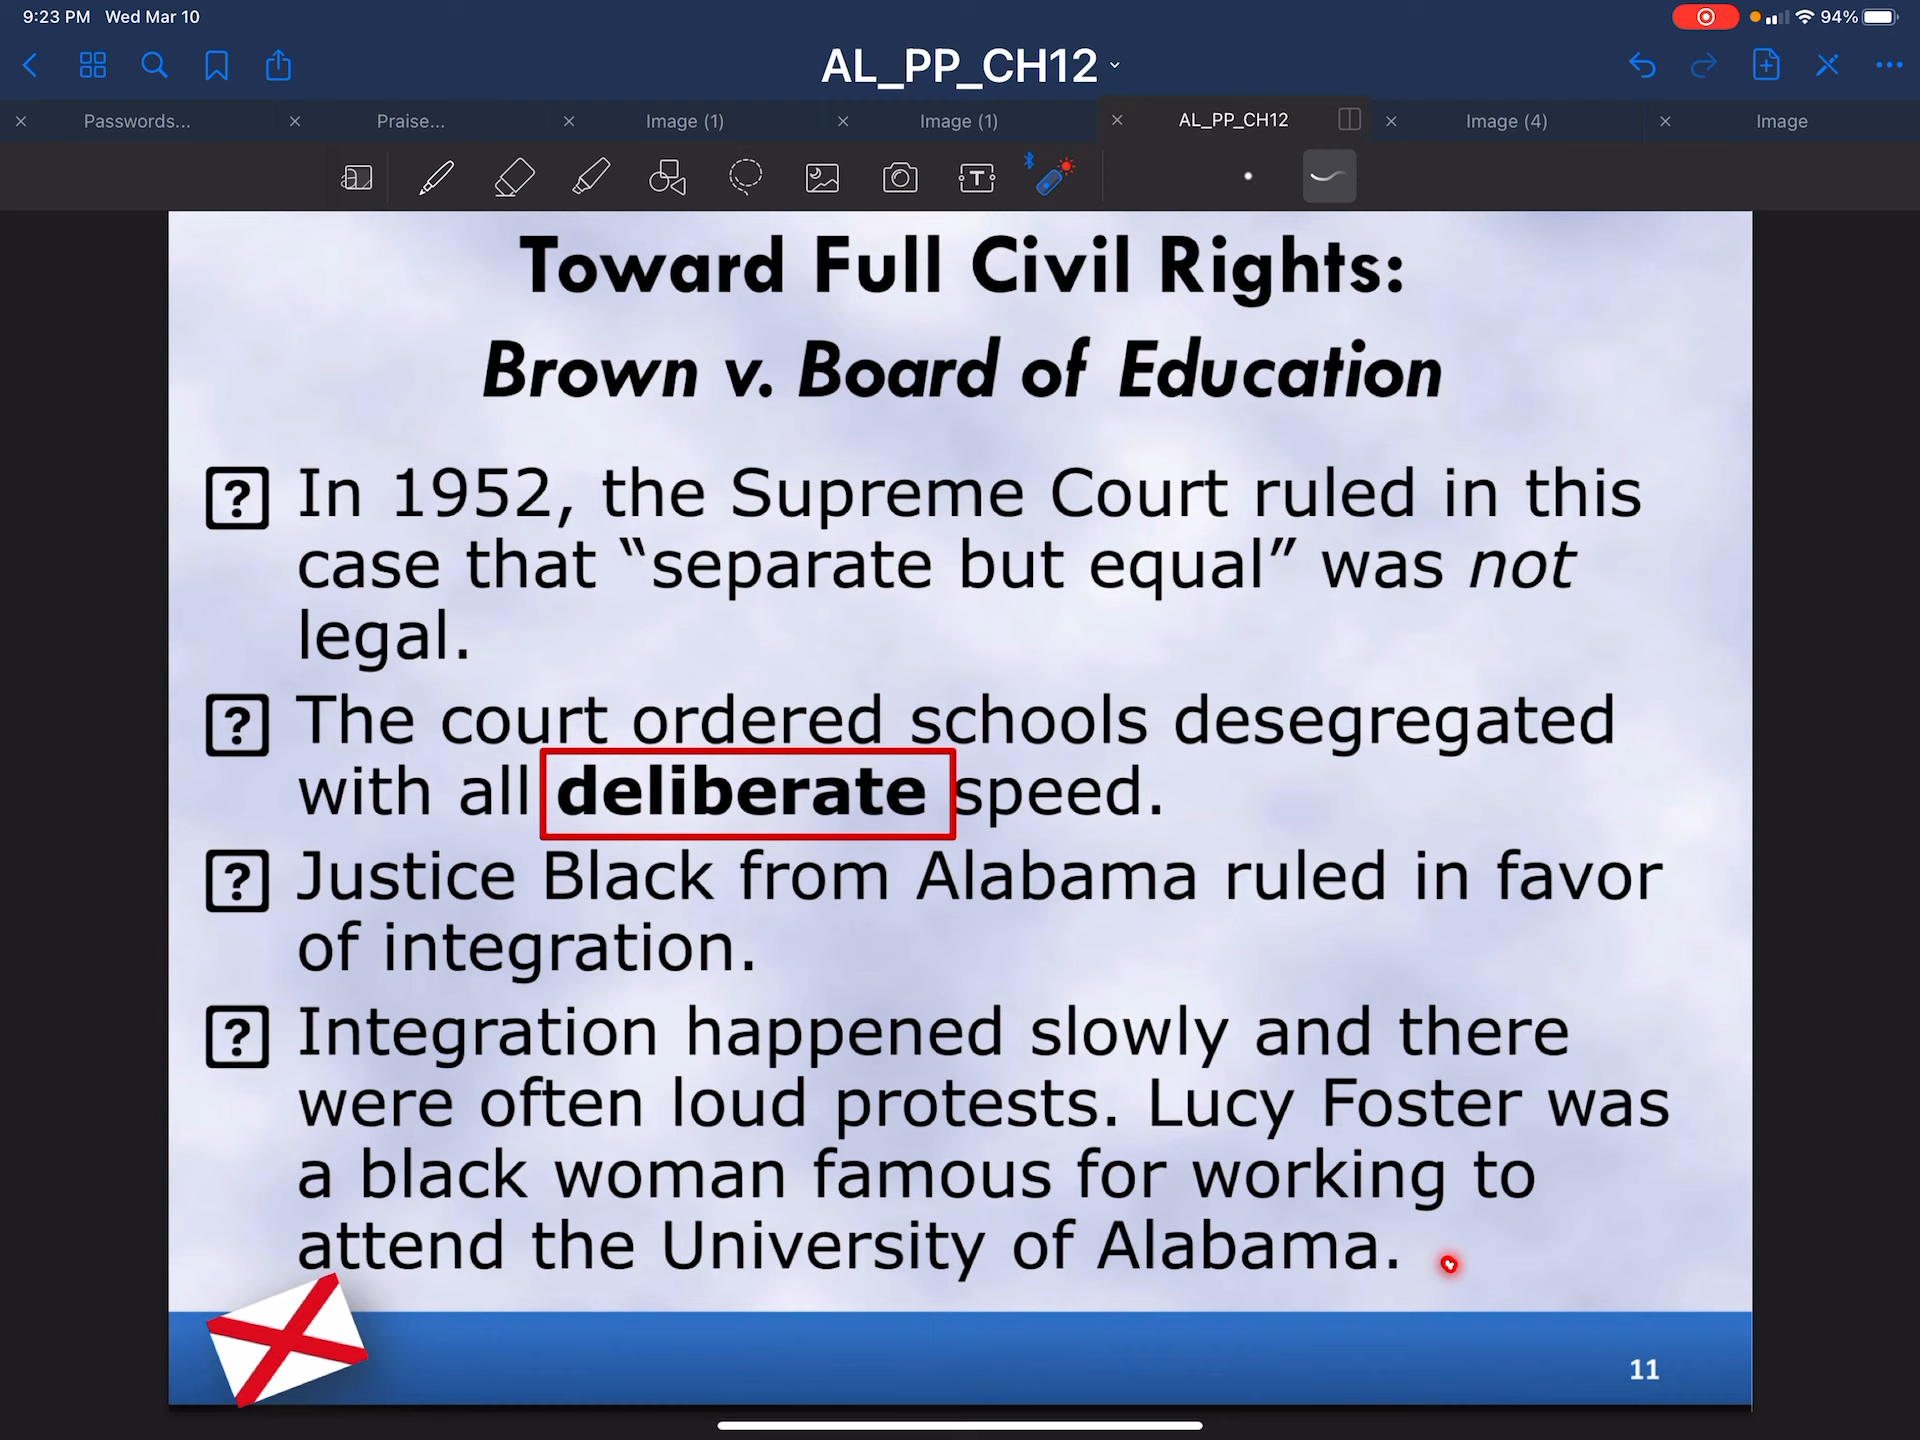 9:23 PM Wed Mar 10
94%
AL_PP_CH12
Passwords...
Praise...
Image (1)
Image (1)
AL_PP_CH12
Image (4)
Image
Toward Full Civil Rights:
Brown v. Board of Education
In 1952, the Supreme Court ruled in this
case that “separate but equal” was not
legal.
The court ordered schools desegregated
with all deliberate speed.
Justice Black from Alabama ruled in favor
of integration.
Integration happened slowly and there
were often loud protests. Lucy Foster was
a black woman famous for working to
attend the University of Alabama.
11